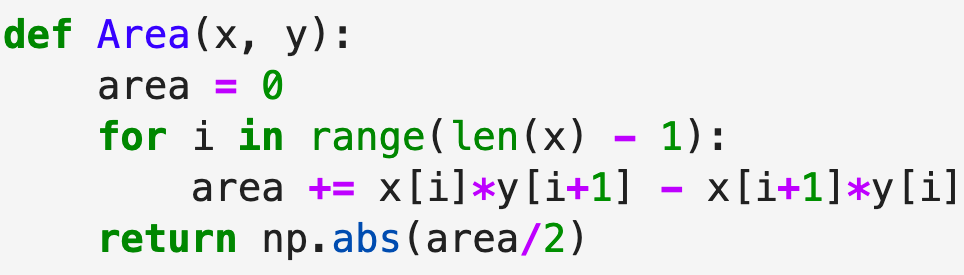 def Area(x, y):
    area = 0
    for i in range(len(x) - 1):
        area += x[i]*y[i+1] - x[i+1]*y[i]
    return np.abs(area/2)